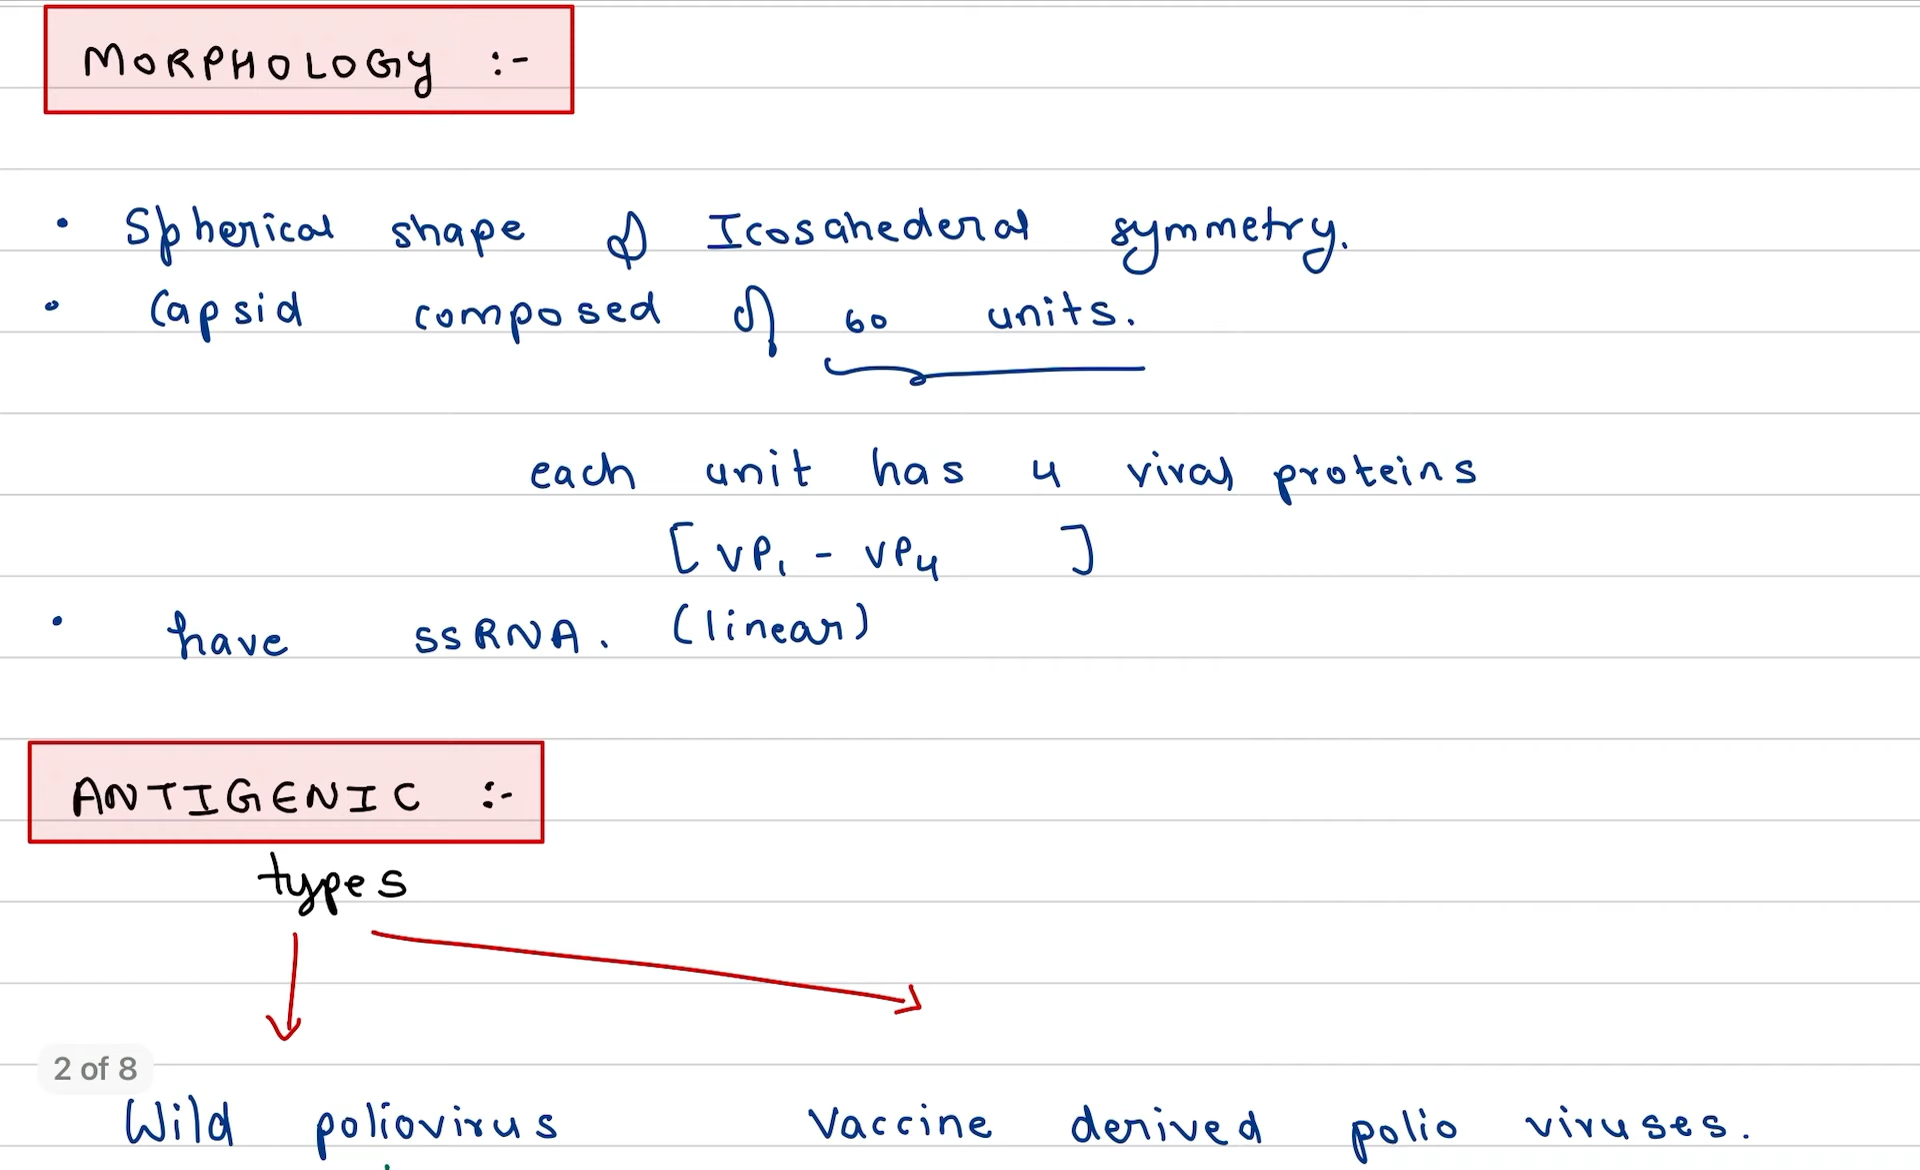 MORPHOLOGY :-
• Spherical shape & Icosahederal symmetry.
• Capsid composed of 60 units.
each unit has 4 viral proteins
[VP1 - VP4 ]
• have ssRNA. (linear)
ANTIGENIC :-
types
2 of 8
Wild poliovirus Vaccine derived polio viruses.